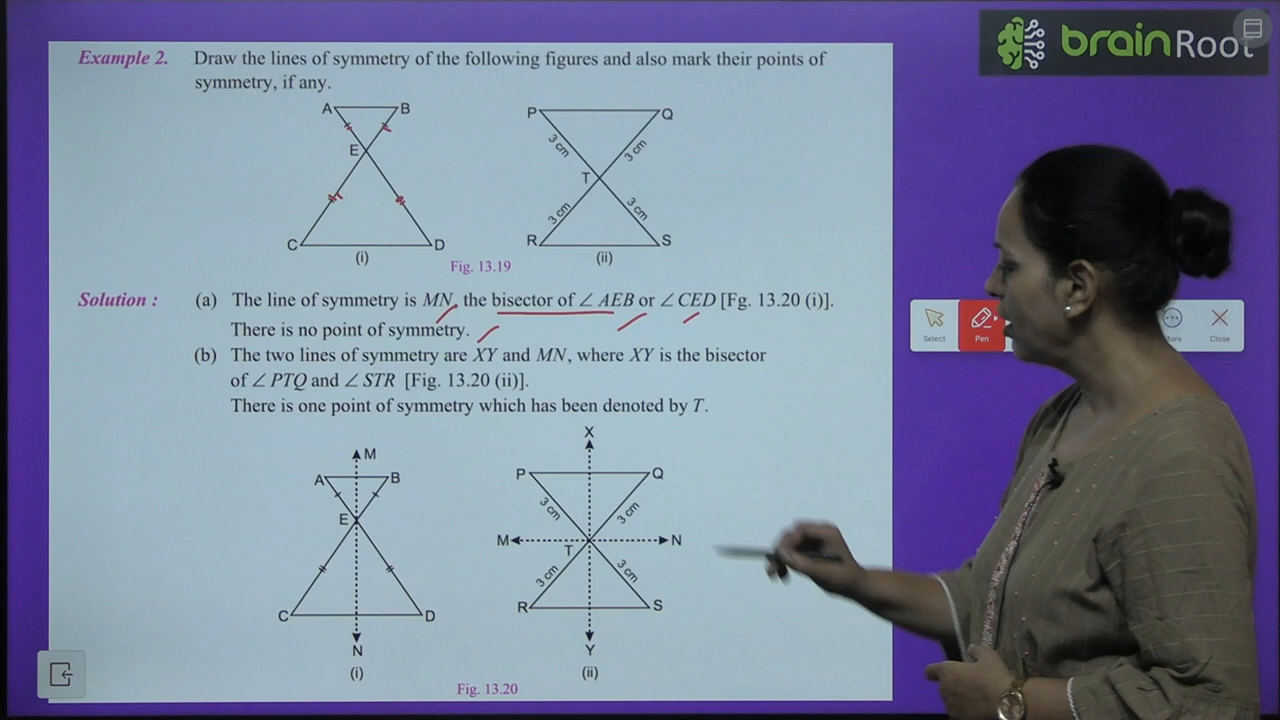 brainRoot
Example 2. Draw the lines of symmetry of the following figures and also mark their points of
symmetry, if any.
A B
E
C D
(i)
P Q
3 cm 3 cm
T
3 cm 3 cm
R S
(ii)
Fig. 13.19
Solution : (a) The line of symmetry is MN, the bisector of ∠ AEB or ∠ CED [Fg. 13.20 (i)].
There is no point of symmetry.
(b) The two lines of symmetry are XY and MN, where XY is the bisector
of ∠ PTQ and ∠ STR [Fig. 13.20 (ii)].
There is one point of symmetry which has been denoted by T.
M
A B
E
C D
N
(i)
X
P Q
3 cm 3 cm
M T N
3 cm 3 cm
R S
Y
(ii)
Fig. 13.20
Select Pen Close